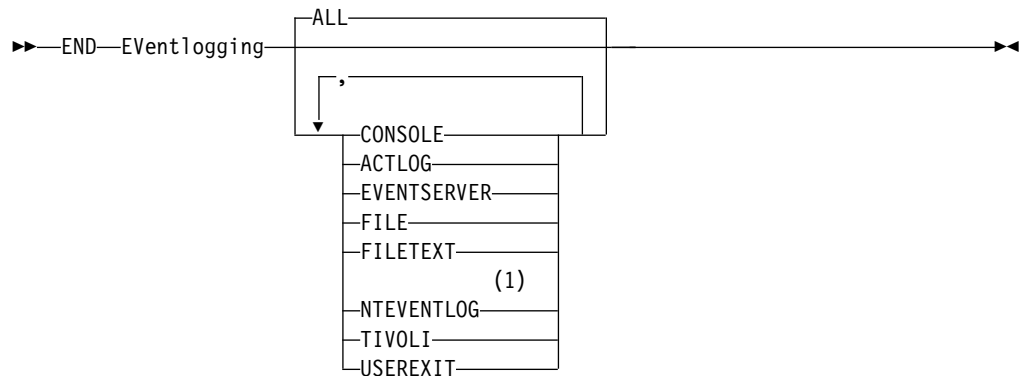 ALL
END EVentlogging
,
CONSOLE
ACTLOG
EVENTSERVER
FILE
FILETEXT
(1)
NTEVENTLOG
TIVOLI
USEREXIT